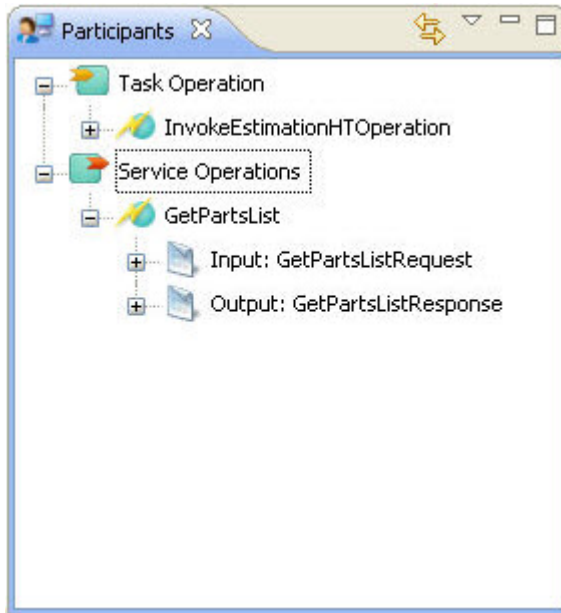 Participants
Task Operation
InvokeEstimationHTOperation
Service Operations
GetPartsList
Input: GetPartsListRequest
Output: GetPartsListResponse